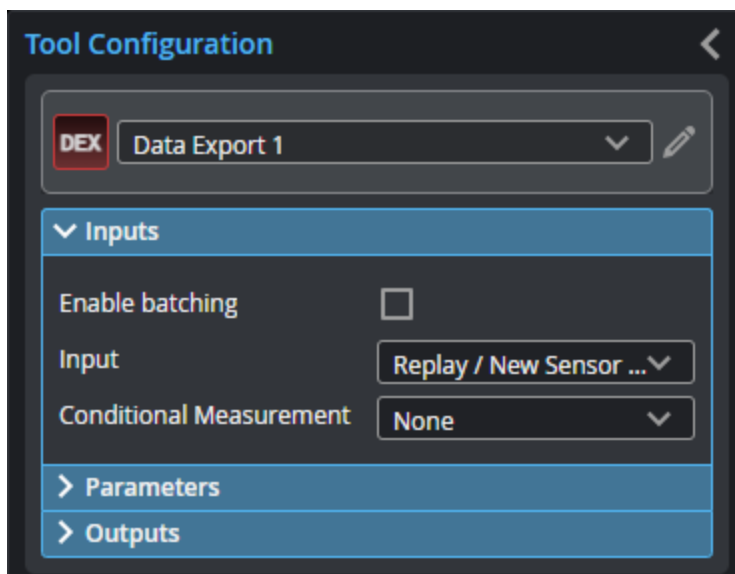 Tool Configuration
DEX Data Export 1
Inputs
Enable batching
Input Replay / New Sensor ...
Conditional Measurement None
Parameters
Outputs